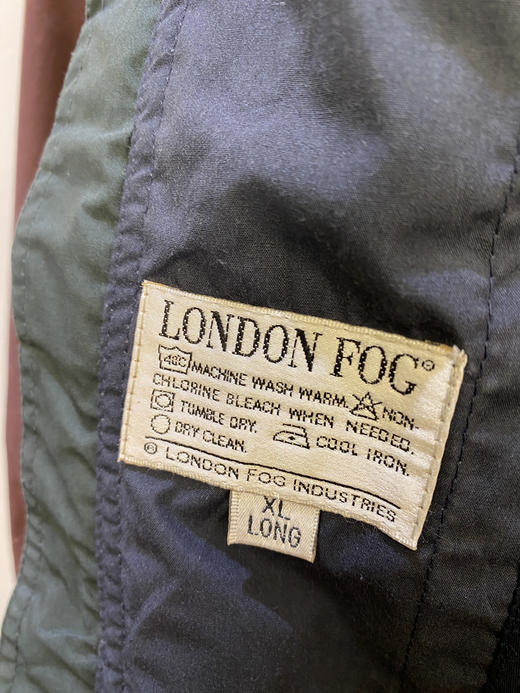 LONDON FOG®
40C MACHINE WASH WARM. NON-
CHLORINE BLEACH WHEN NEEDED.
TUMBLE DRY. COOL IRON.
DRY CLEAN.
© LONDON FOG INDUSTRIES
XL
LONG